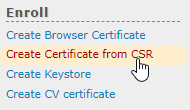 Enroll
Create Browser Certificate
Create Certificate from CSR
Create Keystore
Create CV certificate